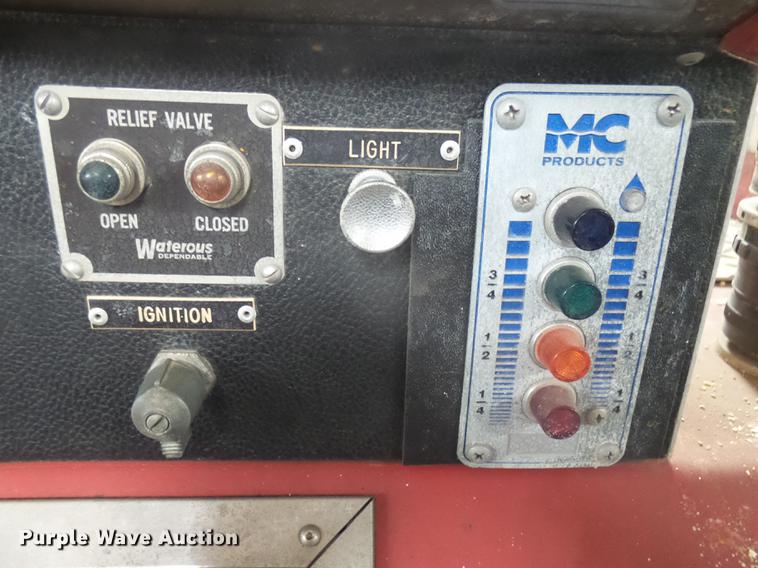 RELIEF VALVE
OPEN CLOSED
Waterous
DEPENDABLE
LIGHT
IGNITION
MC
PRODUCTS
3/4 3/4
1/2 1/2
1/4 1/4
Purple Wave Auction